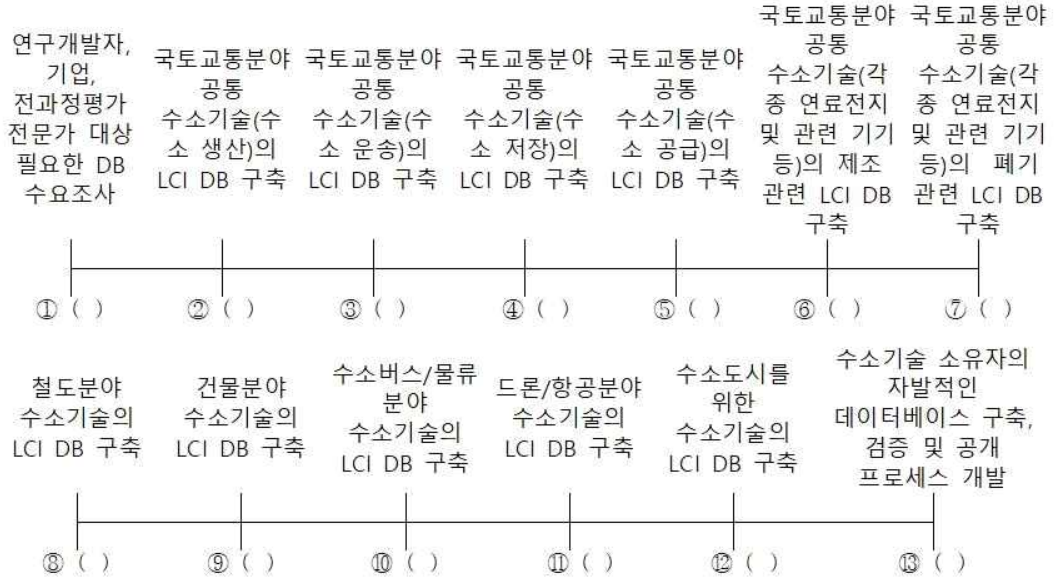 연구개발자,
기업,
전과정평가
전문가 대상
필요한 DB
수요조사
국토교통분야
공통
수소기술(수
소 생산)의
LCI DB 구축
국토교통분야
공통
수소기술(수
소 운송)의
LCI DB 구축
국토교통분야
공통
수소기술(수
소 저장)의
LCI DB 구축
국토교통분야
공통
수소기술(수
소 공급)의
LCI DB 구축
국토교통분야
공통
수소기술(각
종 연료전지
및 관련 기기
등)의 제조
관련 LCI DB
구축
국토교통분야
공통
수소기술(각
종 연료전지
및 관련 기기
등)의 폐기
관련 LCI DB
구축
① ( ) ② ( ) ③ ( ) ④ ( ) ⑤ ( ) ⑥ ( ) ⑦ ( )
철도분야
수소기술의
LCI DB 구축
건물분야
수소기술의
LCI DB 구축
수소버스/물류
분야
수소기술의
LCI DB 구축
드론/항공분야
수소기술의
LCI DB 구축
수소도시를
위한
수소기술의
LCI DB 구축
수소기술 소유자의
자발적인
데이터베이스 구축,
검증 및 공개
프로세스 개발
⑧ ( ) ⑨ ( ) ⑩ ( ) ⑪ ( ) ⑫ ( ) ⑬ ( )